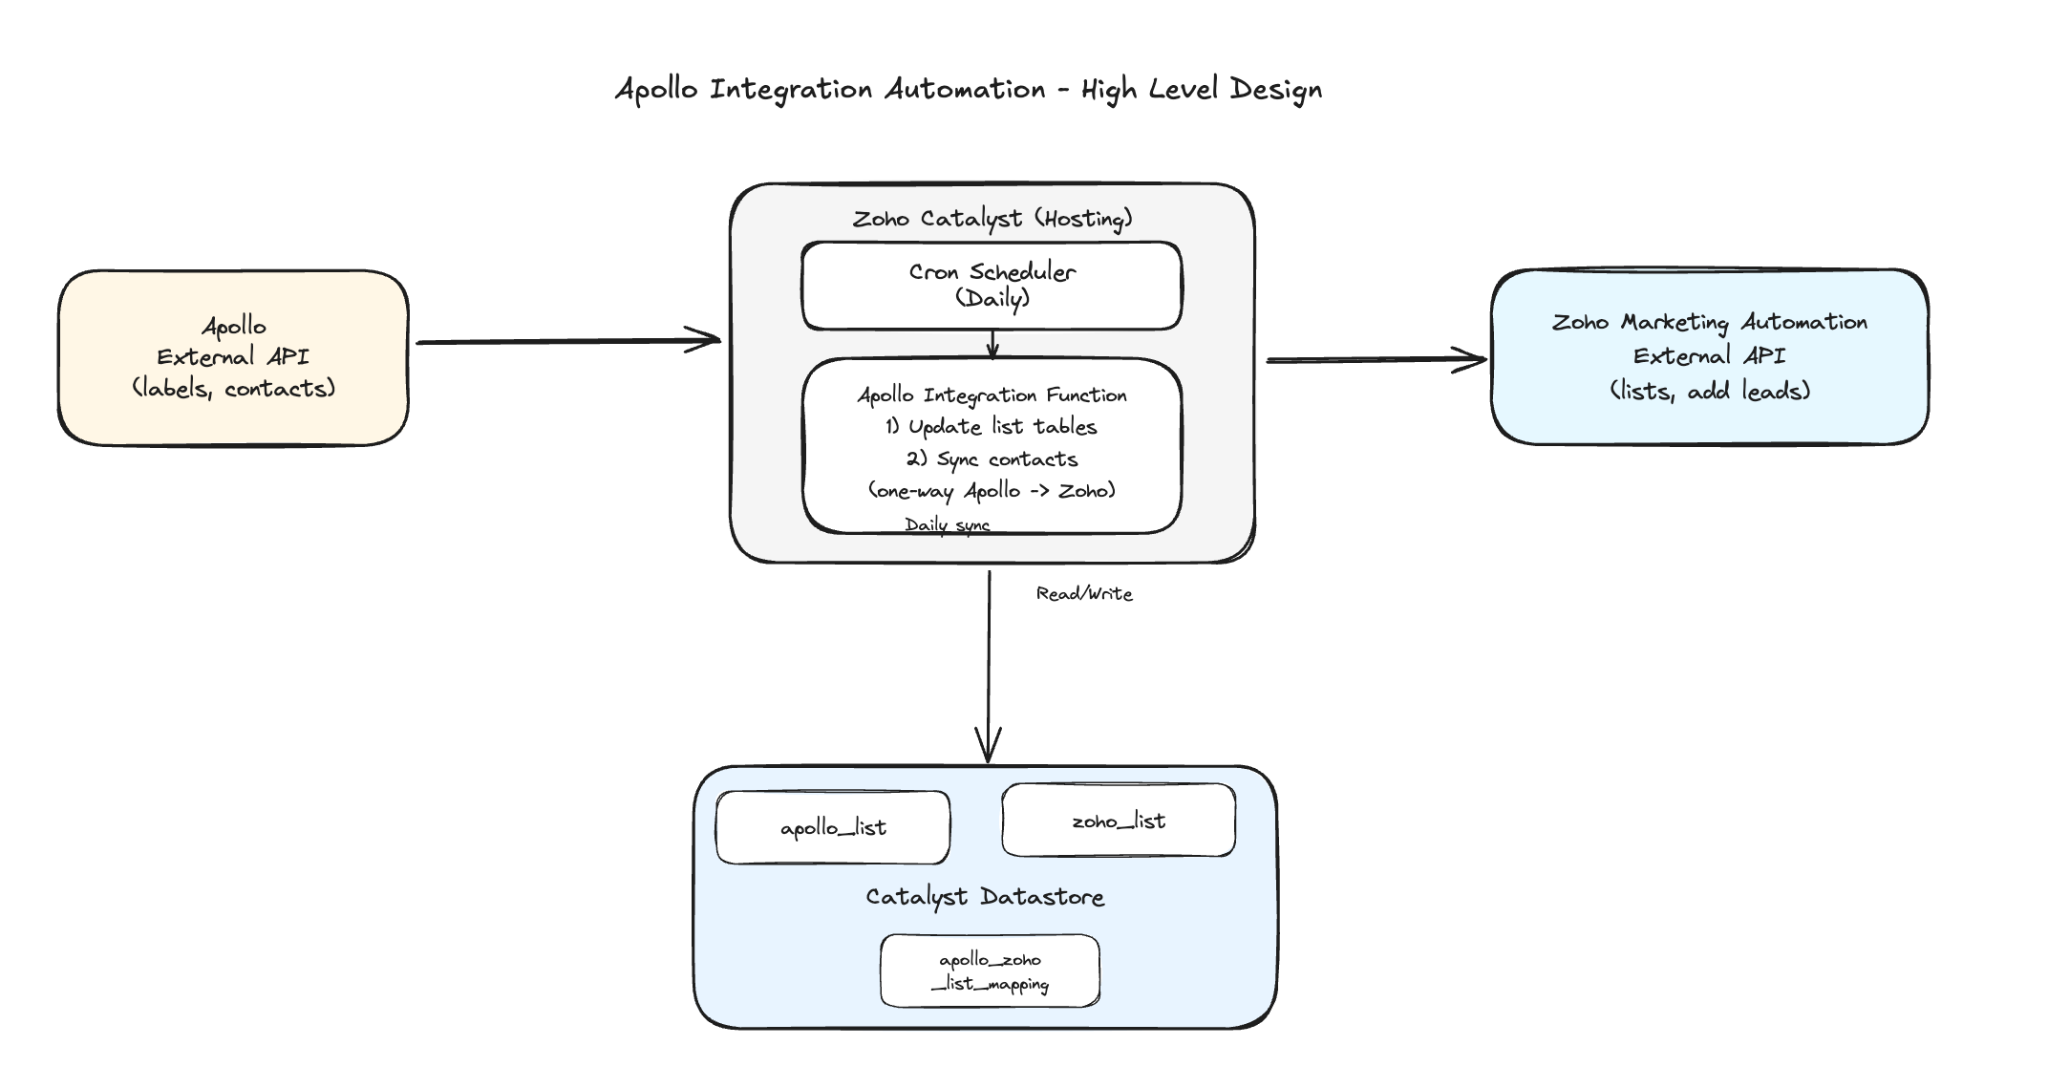 Apollo Integration Automation - High Level Design
Apollo
External API
(labels, contacts)
Zoho Catalyst (Hosting)
Cron Scheduler
(Daily)
Apollo Integration Function
1) Update list tables
2) Sync contacts
(one-way Apollo -> Zoho)
Daily sync
Zoho Marketing Automation
External API
(lists, add leads)
Read/Write
apollo_list
zoho_list
Catalyst Datastore
apollo_zoho
_list_mapping